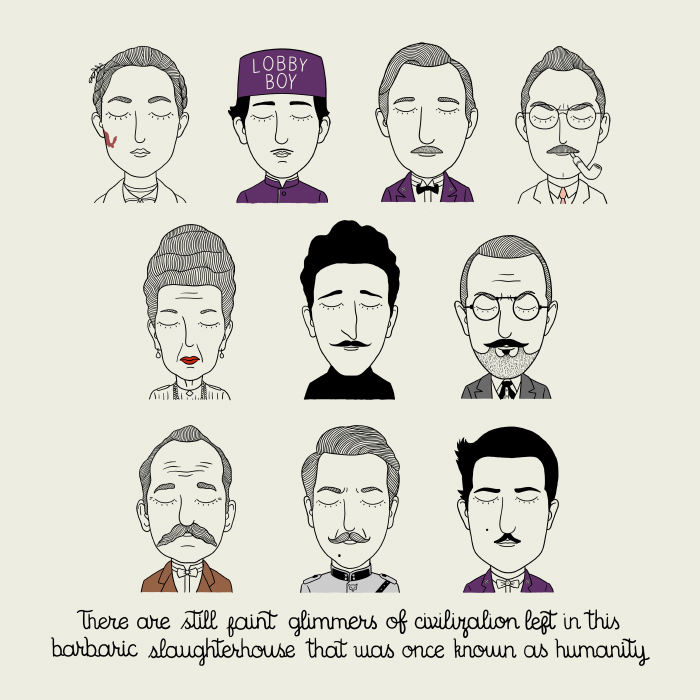 LOBBY
BOY
There are still faint glimmers of civilization left in this
barbaric slaughterhouse that was once known as humanity